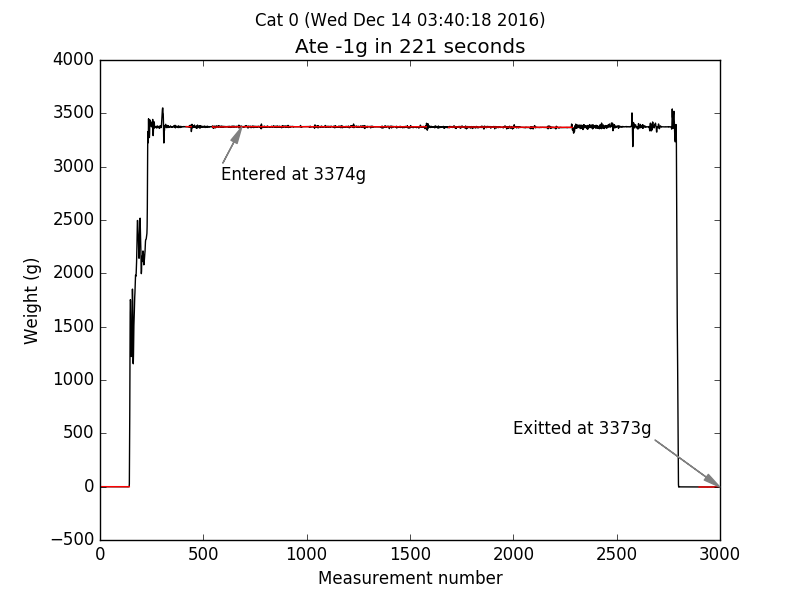 Cat 0 (Wed Dec 14 03:40:18 2016)
Ate -1g in 221 seconds
4000
3500
3000
2500
2000
1500
1000
500
0
−500
Weight (g)
Entered at 3374g
Exitted at 3373g
0 500 1000 1500 2000 2500 3000
Measurement number